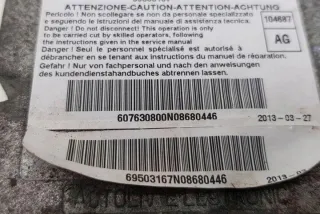 ATTENZIONE-CAUTION-ATTENTION-ACHTUNG
Pericolo ! Non scollegare se non da personale specializzato
e seguendo le istruzioni del manuale di assistenza tecnica.
Danger ! Do not disconnect! This operation is only
to be carried cut by skilled operators, following
the instructions given in the service manual
Danger ! Seul le personnel spécialisé est autorisé à
débrancher en se tenant aux instructions du manuel de réparation.
Gefahr ! Nur von fachpersonal und nach den anweisungen
des kundendiensthandbuches abtrennen lassen.
104687
AG
607630800N08680446
2013-03-27
69503167N08680446
2013-03